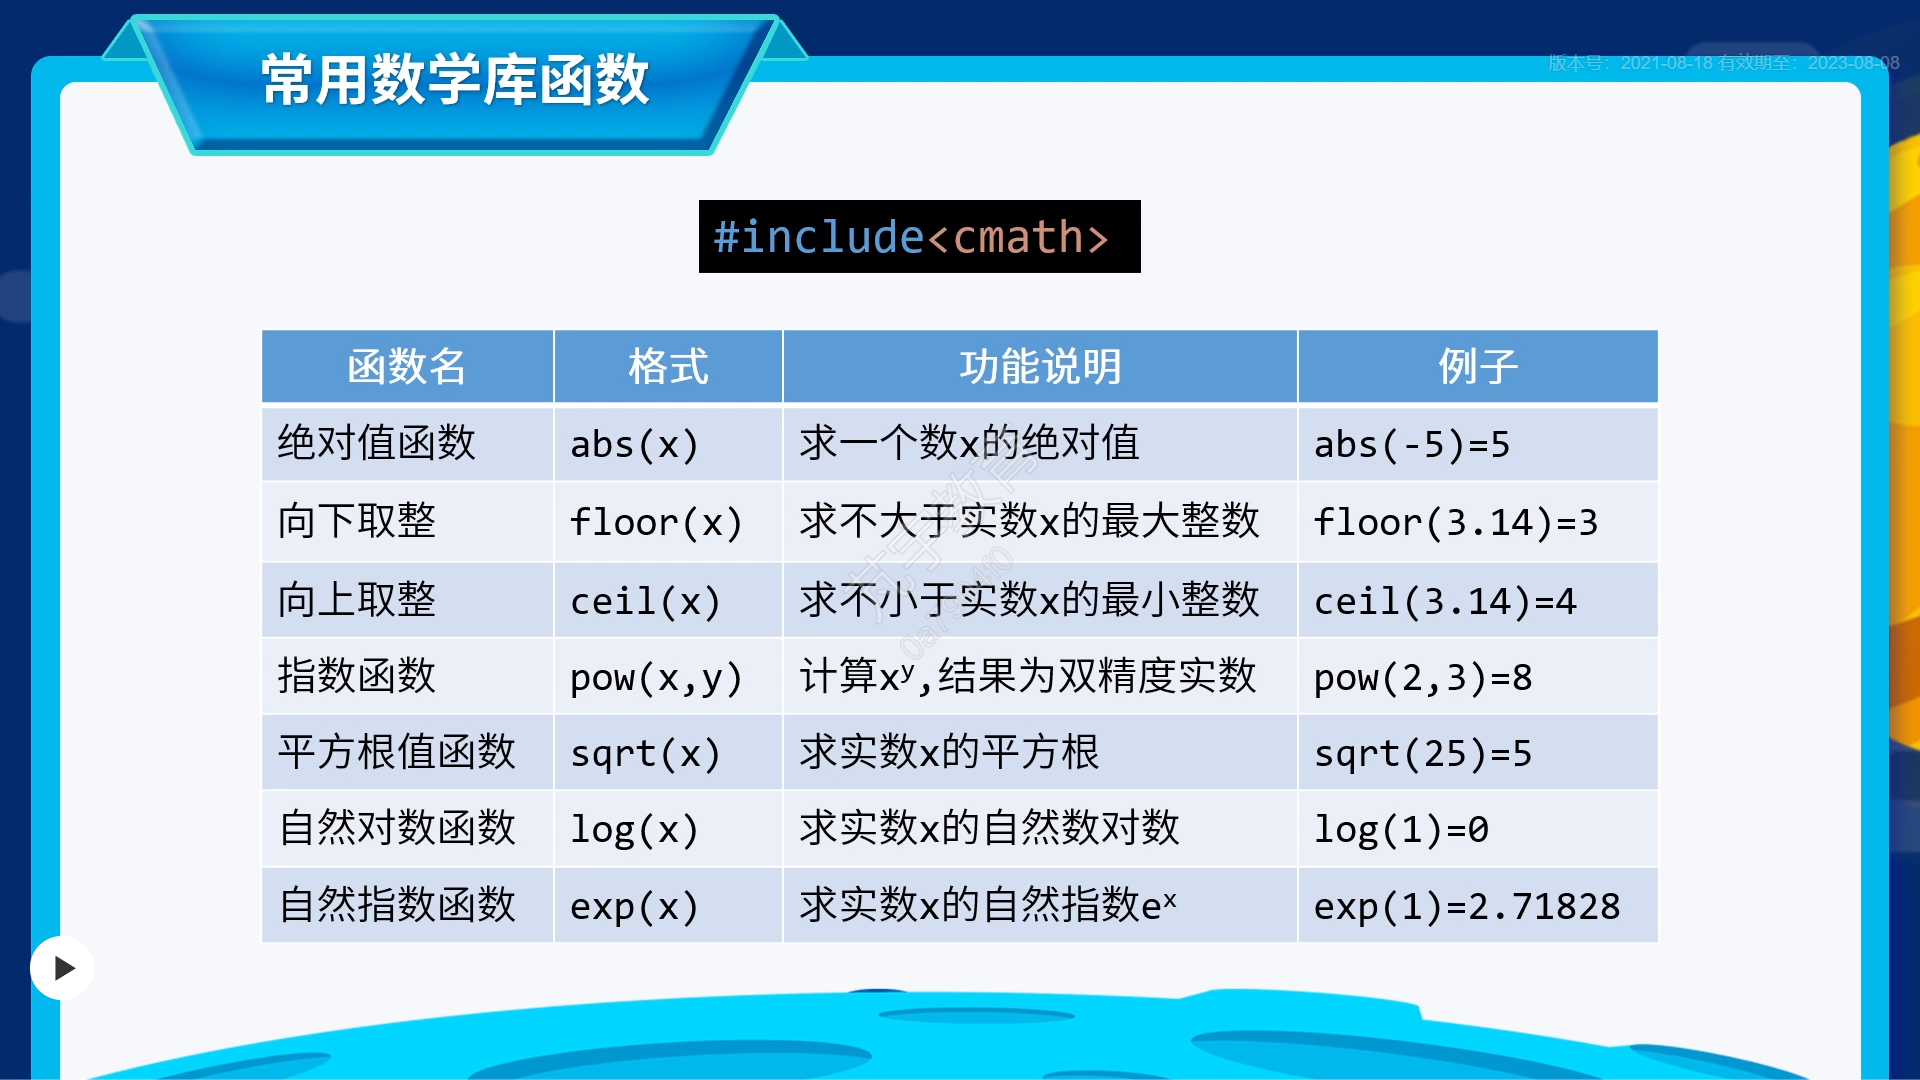 常用数学库函数
版本号：2021-08-18 有效期至：2023-08-08
#include<cmath>
函数名 格式 功能说明 例子
绝对值函数 abs(x) 求一个数x的绝对值 abs(-5)=5
向下取整 floor(x) 求不大于实数x的最大整数 floor(3.14)=3
向上取整 ceil(x) 求不小于实数x的最小整数 ceil(3.14)=4
指数函数 pow(x,y) 计算xʸ,结果为双精度实数 pow(2,3)=8
平方根值函数 sqrt(x) 求实数x的平方根 sqrt(25)=5
自然对数函数 log(x) 求实数x的自然数对数 log(1)=0
自然指数函数 exp(x) 求实数x的自然指数eˣ exp(1)=2.71828